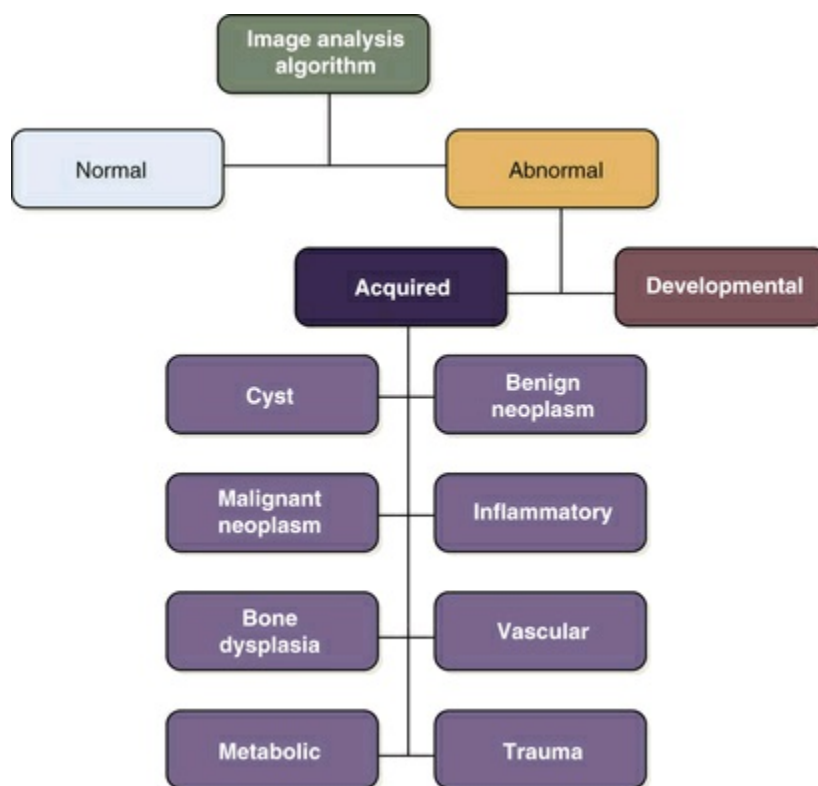 Image analysis
algorithm
Normal
Abnormal
Acquired
Developmental
Cyst
Benign
neoplasm
Malignant
neoplasm
Inflammatory
Bone
dysplasia
Vascular
Metabolic
Trauma